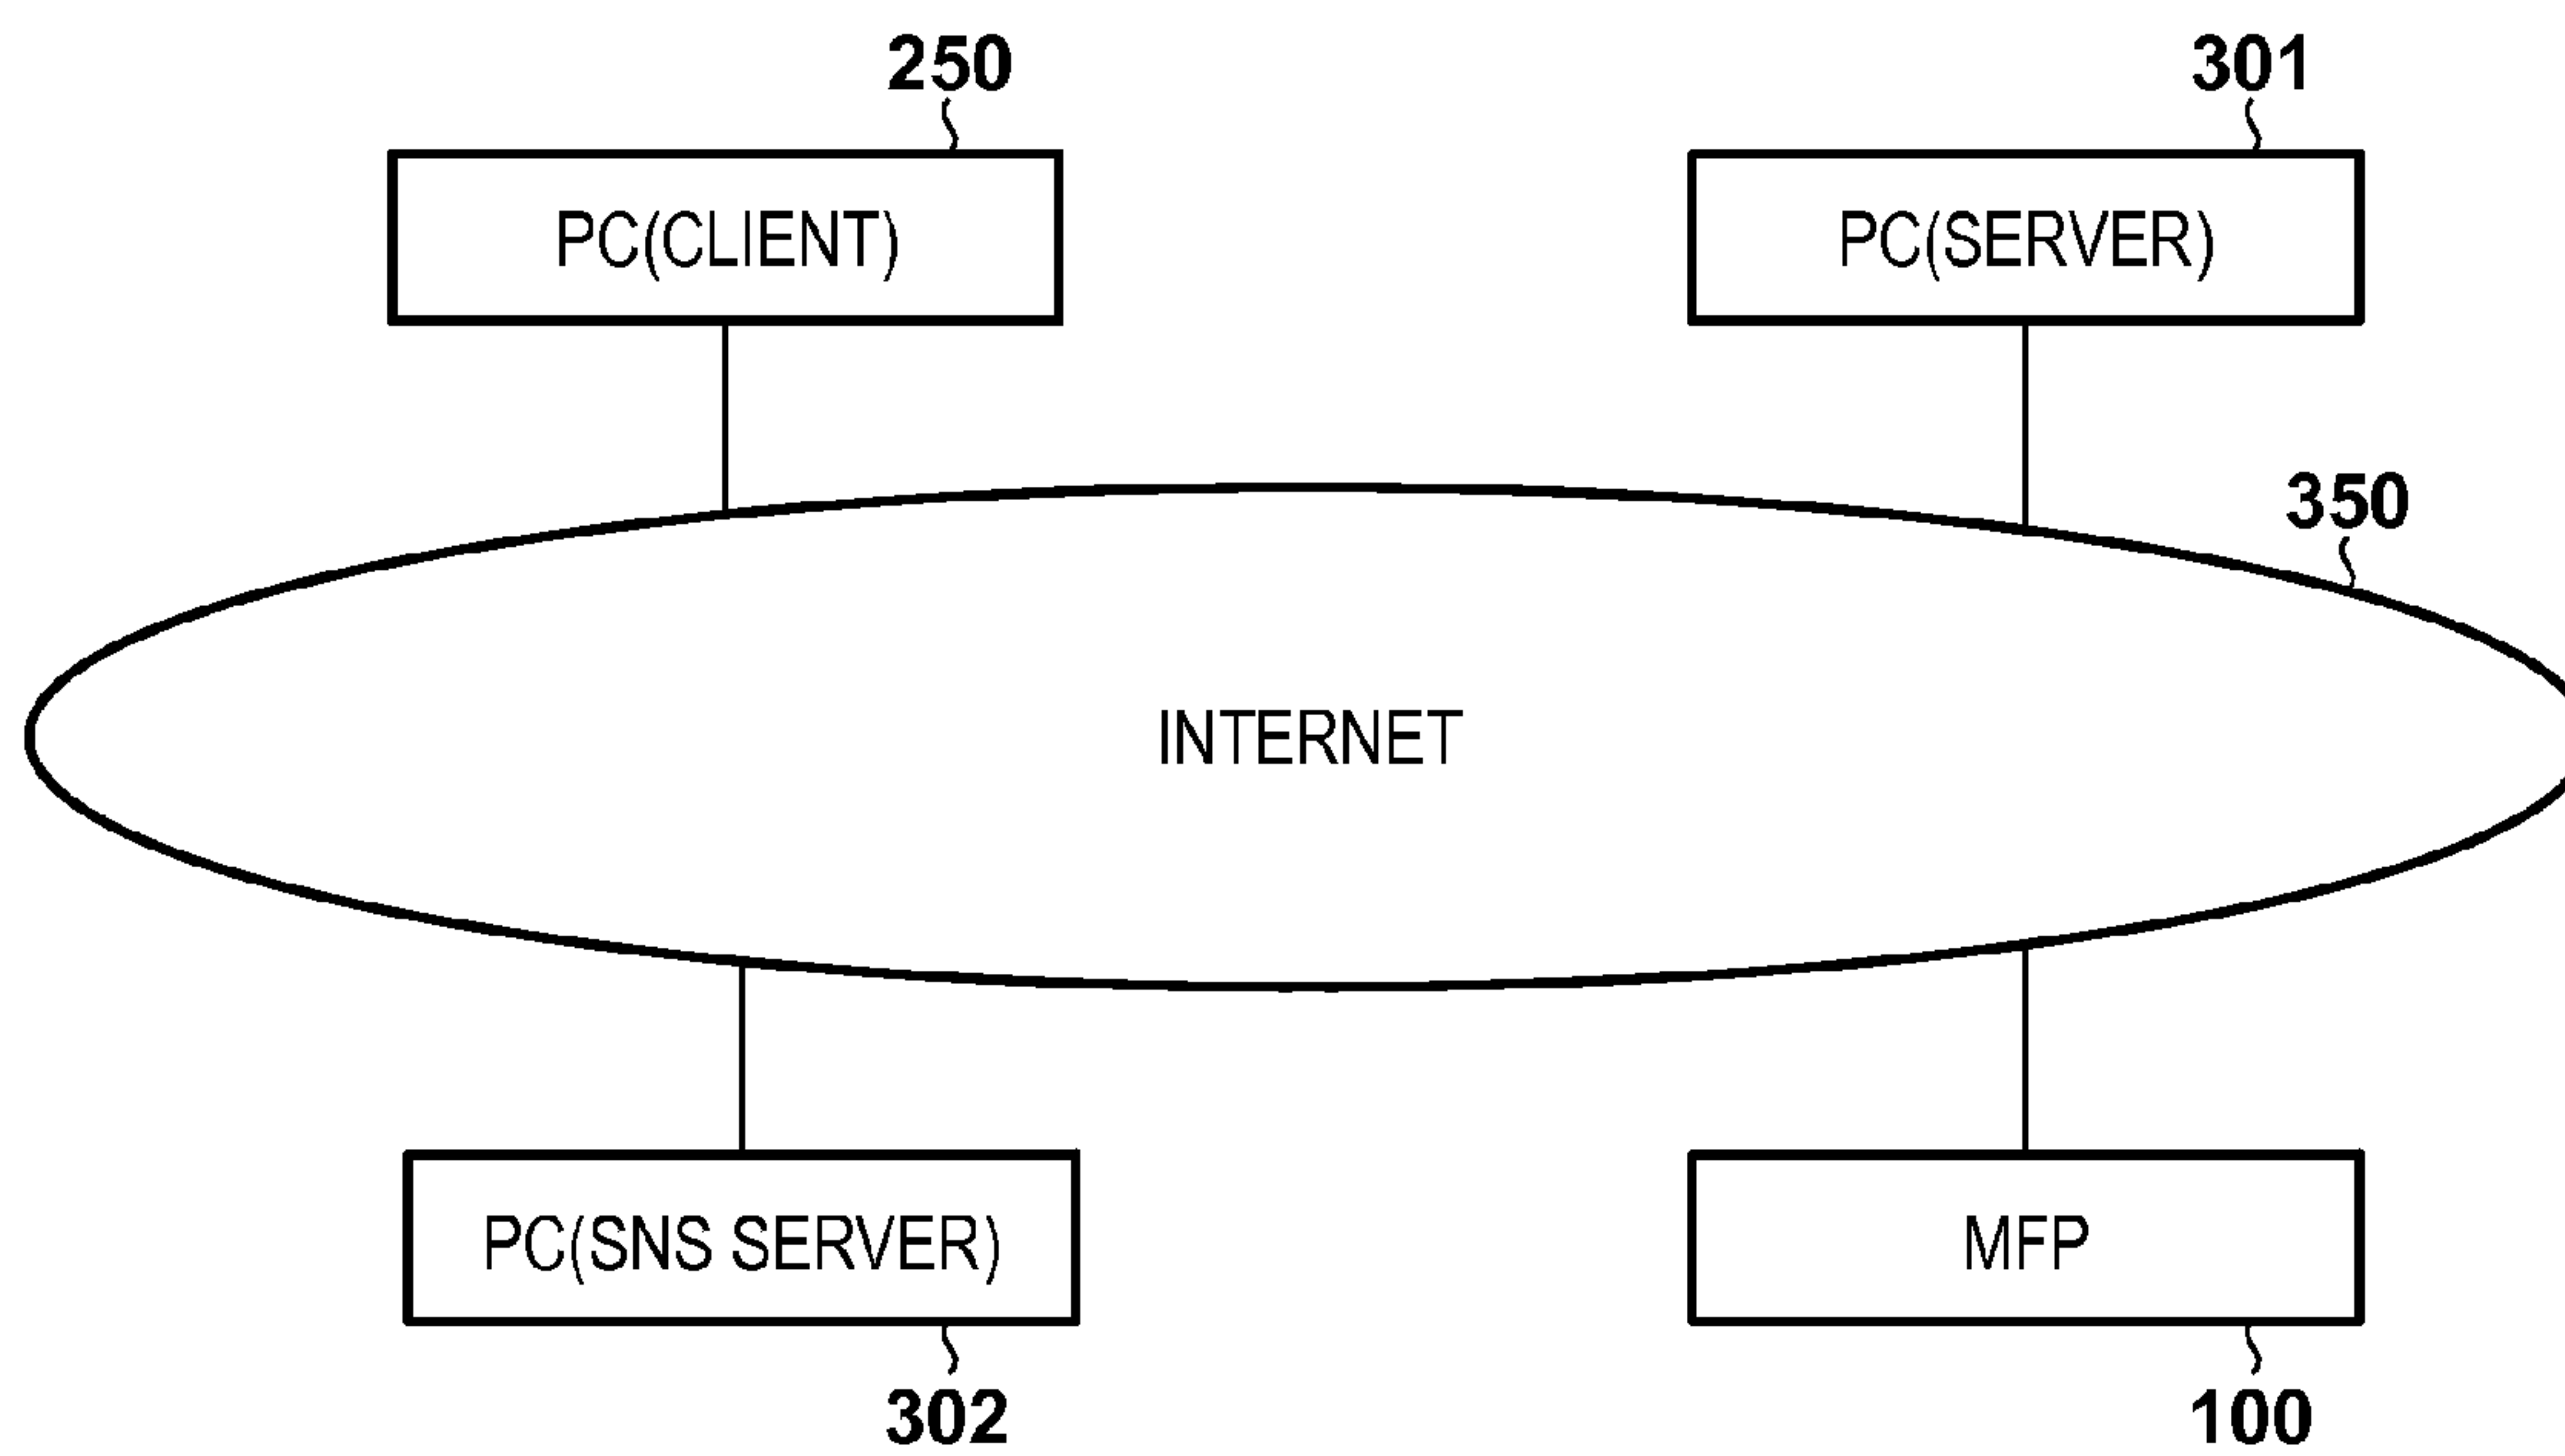 250
301
PC(CLIENT)
PC(SERVER)
350
INTERNET
PC(SNS SERVER)
MFP
302
100